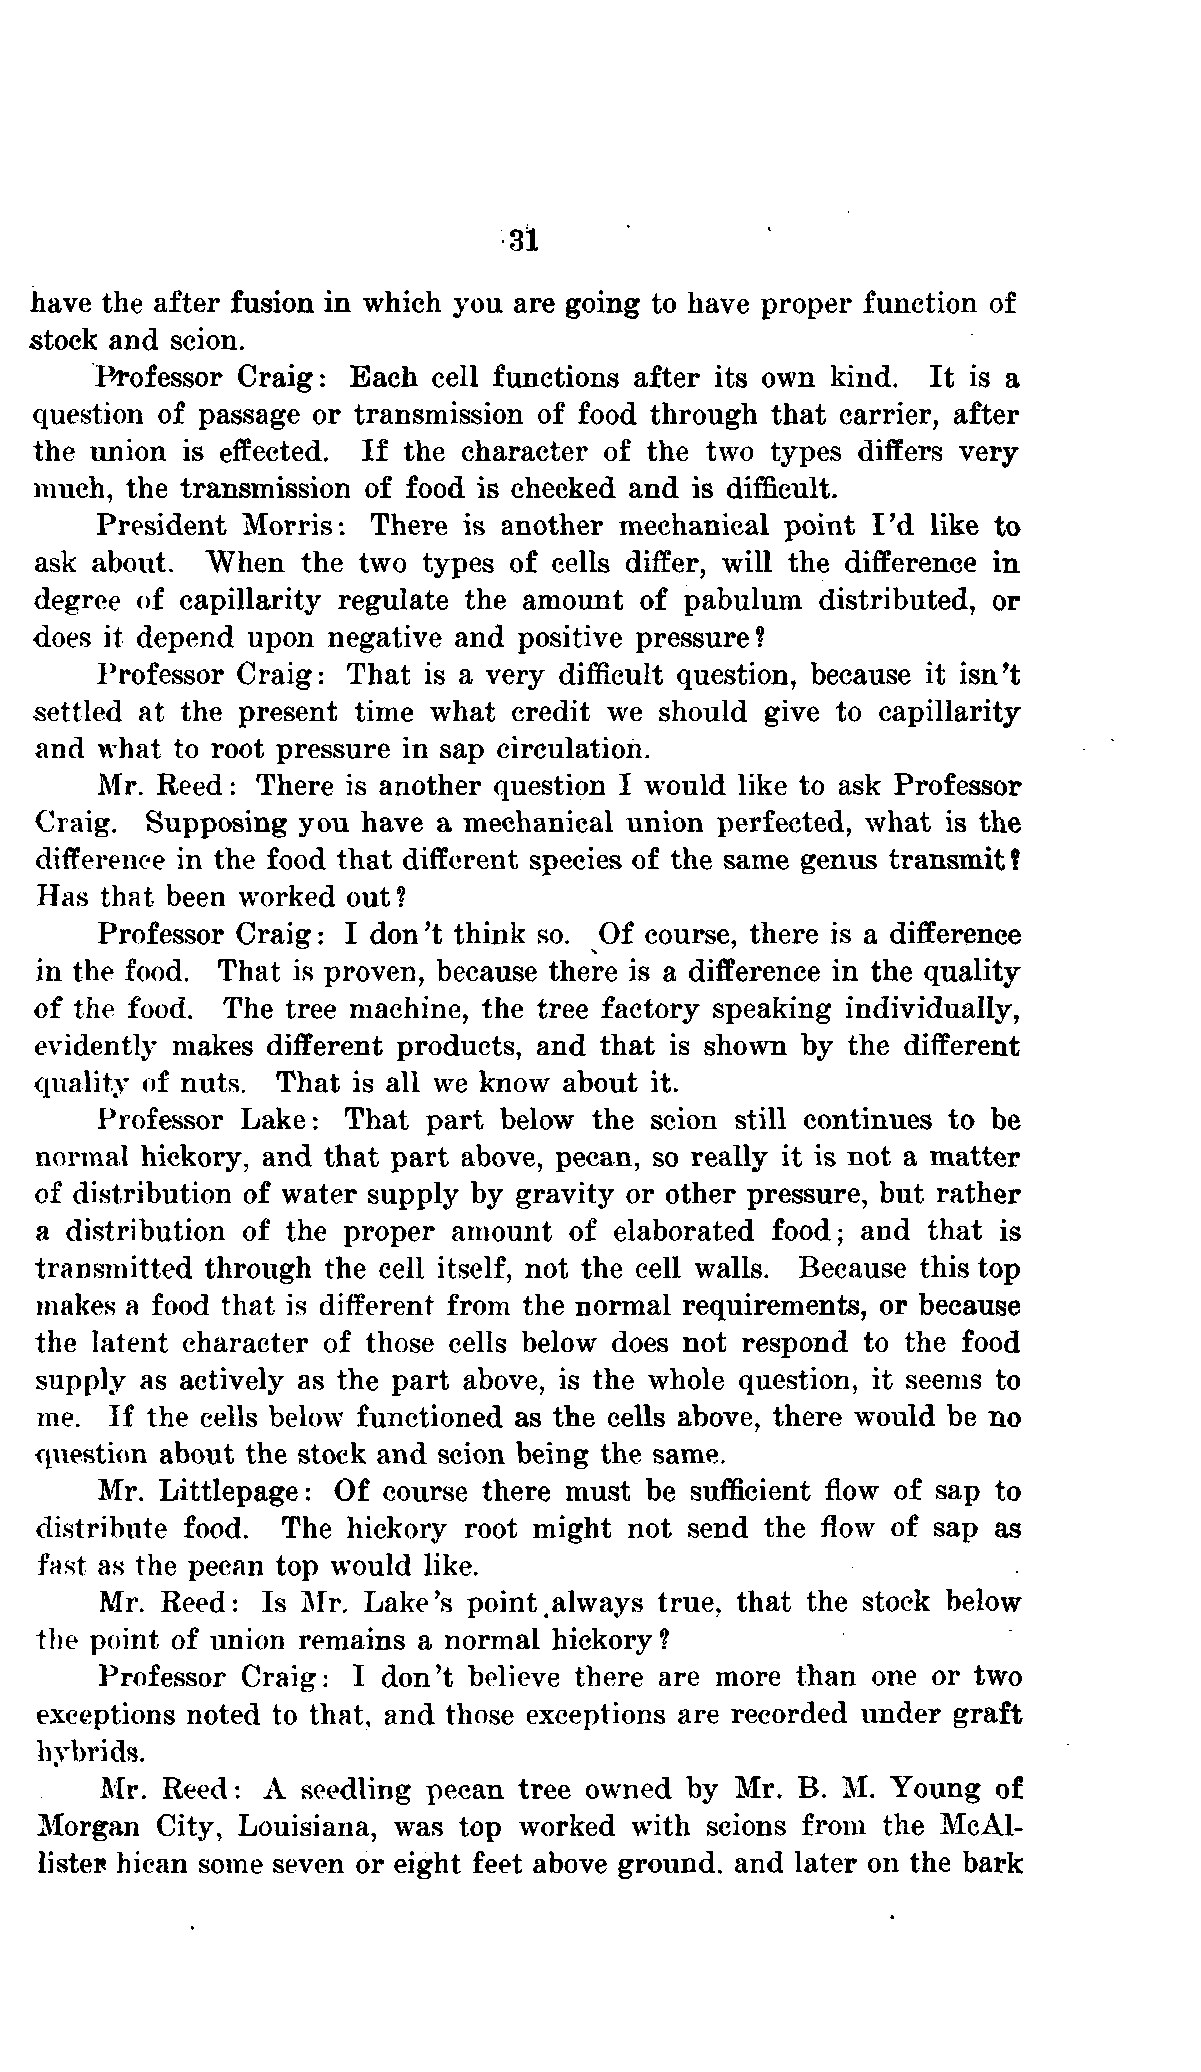 31
have the after fusion in which you are going to have proper function of
stock and scion.
Professor Craig: Each cell functions after its own kind. It is a
question of passage or transmission of food through that carrier, after
the union is effected. If the character of the two types differs very
much, the transmission of food is checked and is difficult.
President Morris: There is another mechanical point I'd like to
ask about. When the two types of cells differ, will the difference in
degree of capillarity regulate the amount of pabulum distributed, or
does it depend upon negative and positive pressure?
Professor Craig: That is a very difficult question, because it isn't
settled at the present time what credit we should give to capillarity
and what to root pressure in sap circulation.
Mr. Reed: There is another question I would like to ask Professor
Craig. Supposing you have a mechanical union perfected, what is the
difference in the food that different species of the same genus transmit?
Has that been worked out?
Professor Craig: I don't think so. Of course, there is a difference
in the food. That is proven, because there is a difference in the quality
of the food. The tree machine, the tree factory speaking individually,
evidently makes different products, and that is shown by the different
quality of nuts. That is all we know about it.
Professor Lake: That part below the scion still continues to be
normal hickory, and that part above, pecan, so really it is not a matter
of distribution of water supply by gravity or other pressure, but rather
a distribution of the proper amount of elaborated food; and that is
transmitted through the cell itself, not the cell walls. Because this top
makes a food that is different from the normal requirements, or because
the latent character of those cells below does not respond to the food
supply as actively as the part above, is the whole question, it seems to
me. If the cells below functioned as the cells above, there would be no
question about the stock and scion being the same.
Mr. Littlepage: Of course there must be sufficient flow of sap to
distribute food. The hickory root might not send the flow of sap as
fast as the pecan top would like.
Mr. Reed: Is Mr. Lake's point always true, that the stock below
the point of union remains a normal hickory?
Professor Craig: I don't believe there are more than one or two
exceptions noted to that, and those exceptions are recorded under graft
hybrids.
Mr. Reed: A seedling pecan tree owned by Mr. B. M. Young of
Morgan City, Louisiana, was top worked with scions from the McAl-
lister hican some seven or eight feet above ground. and later on the bark